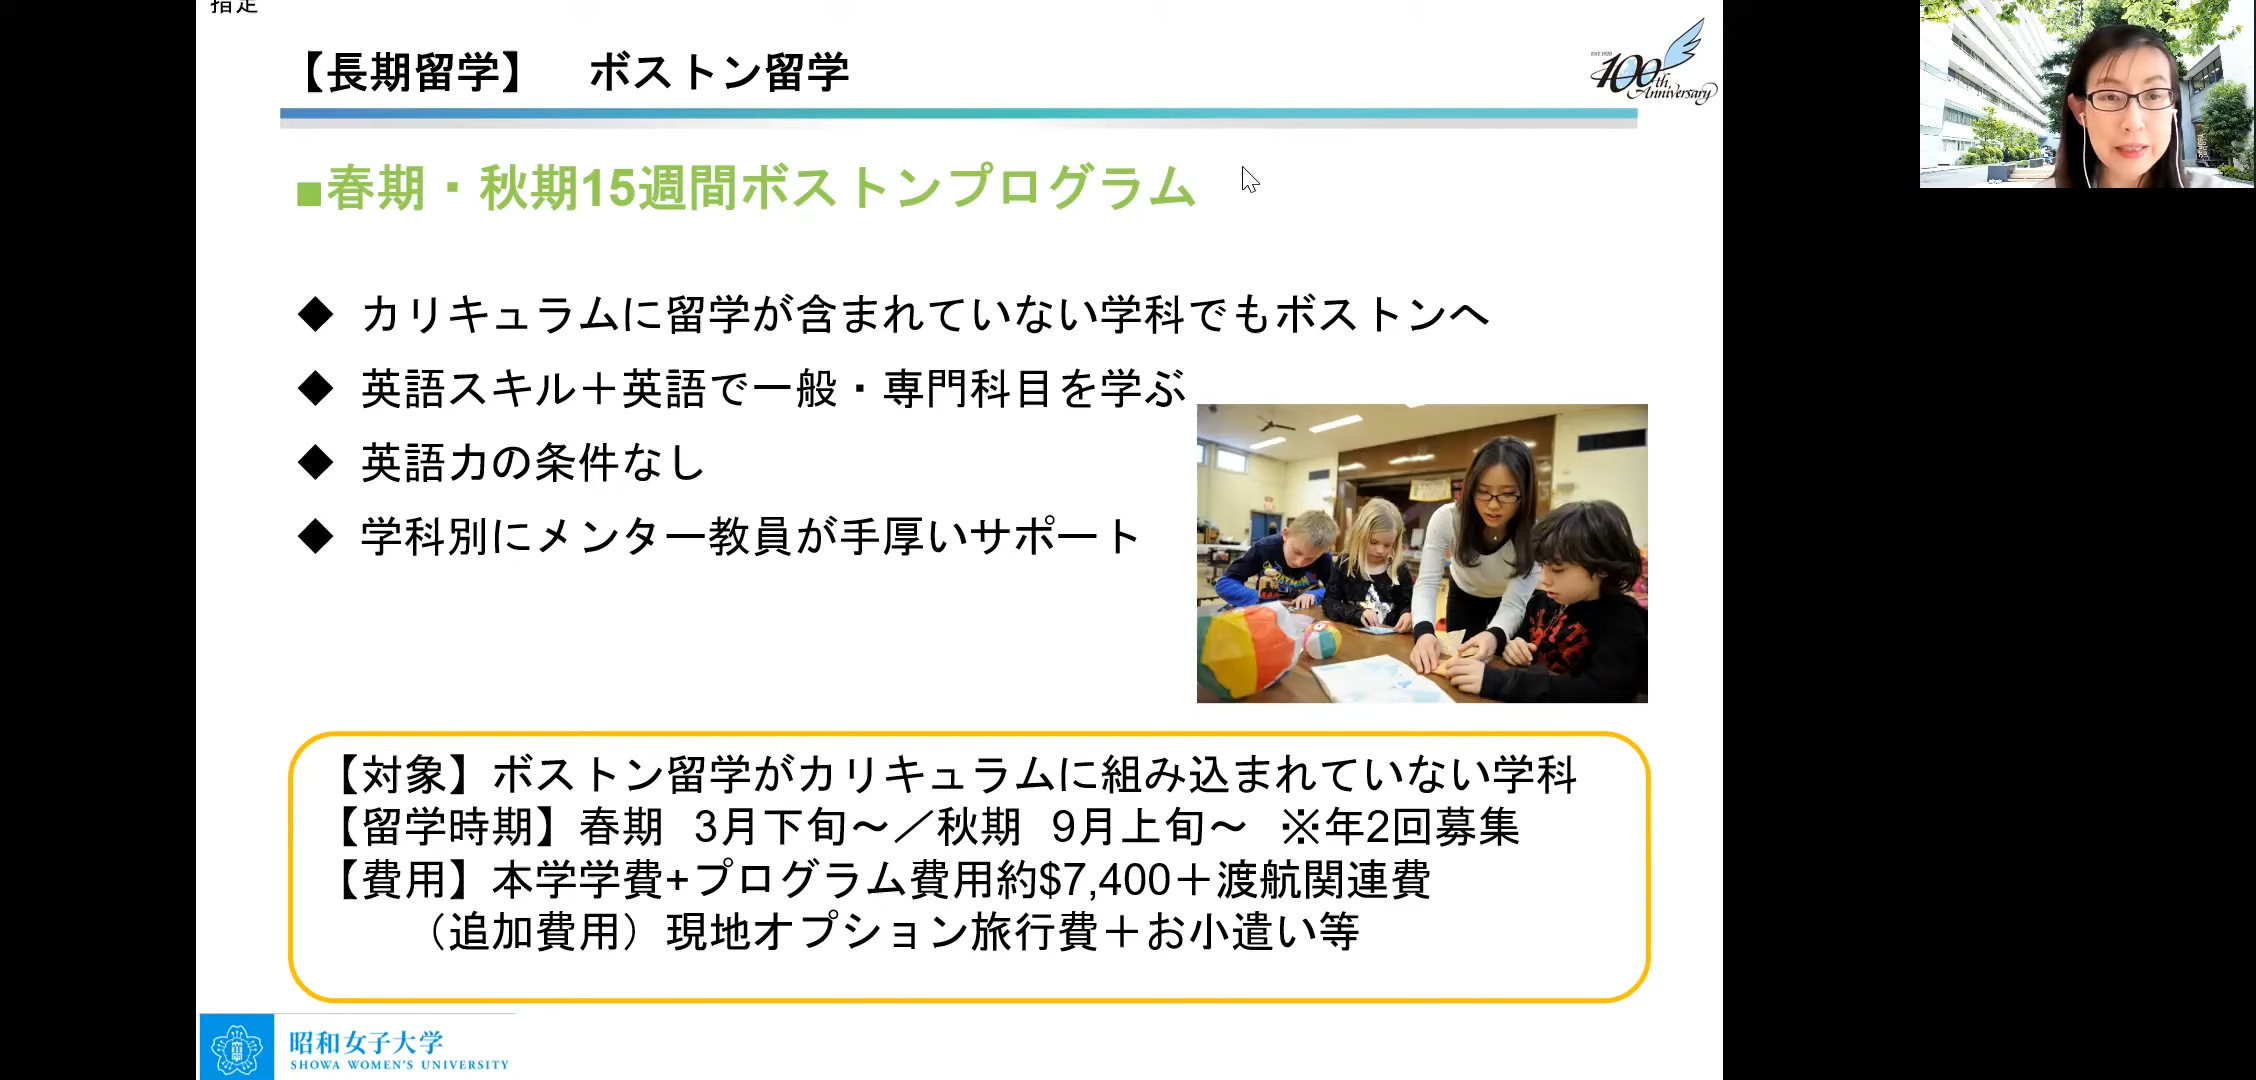 指定
【長期留学】 ボストン留学
EST.1920
100th Anniversary
■春期・秋期15週間ボストンプログラム
◆ カリキュラムに留学が含まれていない学科でもボストンへ
◆ 英語スキル＋英語で一般・専門科目を学ぶ
◆ 英語力の条件なし
◆ 学科別にメンター教員が手厚いサポート
【対象】ボストン留学がカリキュラムに組み込まれていない学科
【留学時期】春期 3月下旬～／秋期 9月上旬～ ※年2回募集
【費用】本学学費+プログラム費用約$7,400＋渡航関連費
（追加費用）現地オプション旅行費＋お小遣い等
昭和女子大学
SHOWA WOMEN'S UNIVERSITY